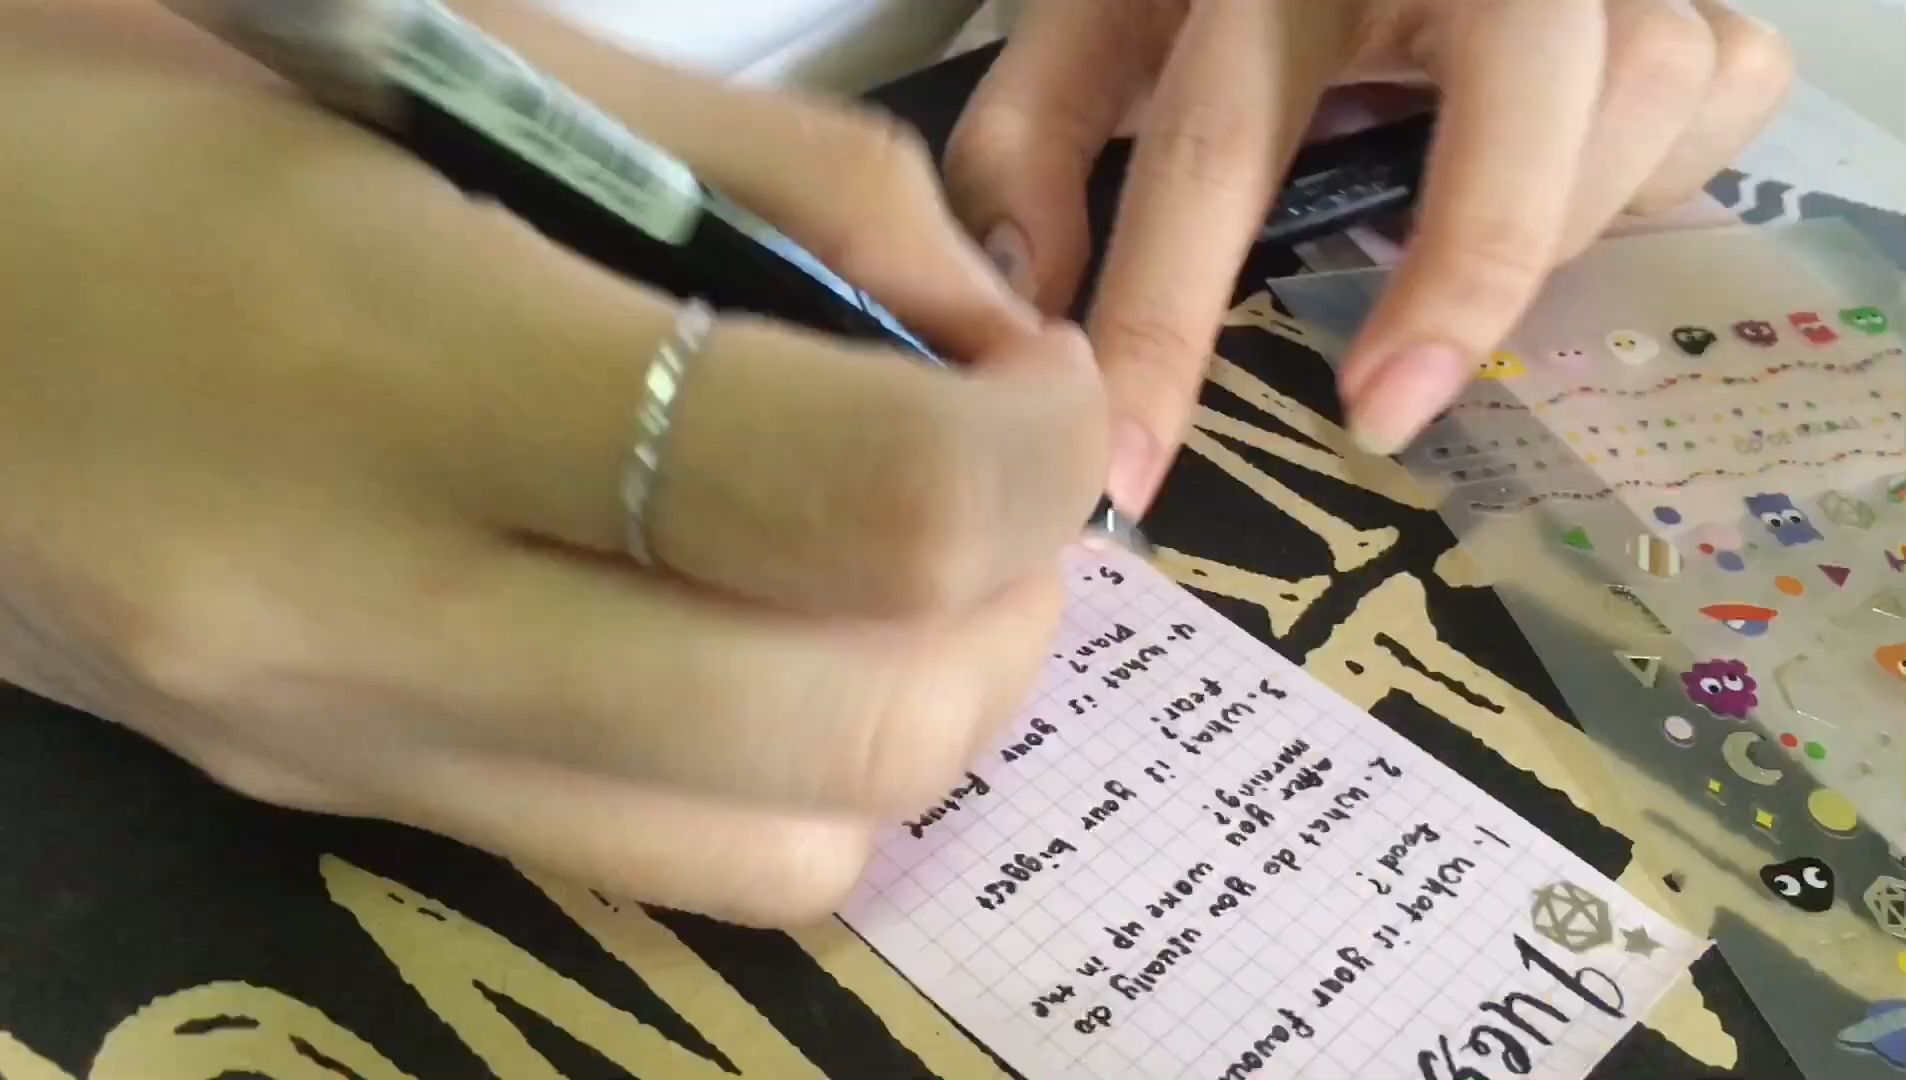 Ques
1. What is your favou
food?
2. What do you usually do
after you woke up in the
morning?
3. What is your biggest
fear?
4. What is your future
plan?
5.